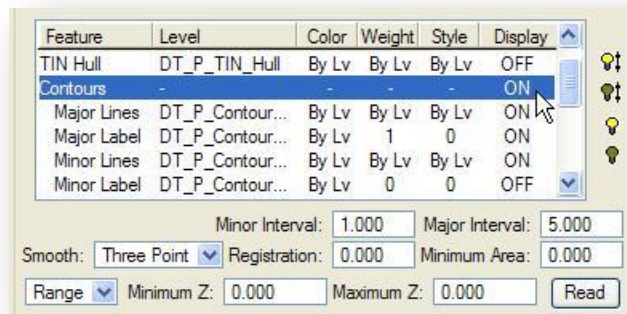 Feature Level Color Weight Style Display
TIN Hull DT_P_TIN_Hull By Lv By Lv By Lv OFF
Contours - - - - ON
Major Lines DT_P_Contour... By Lv By Lv By Lv ON
Major Label DT_P_Contour... By Lv 1 0 ON
Minor Lines DT_P_Contour... By Lv By Lv By Lv ON
Minor Label DT_P_Contour... By Lv 0 0 OFF
Minor Interval: 1.000 Major Interval: 5.000
Smooth: Three Point Registration: 0.000 Minimum Area: 0.000
Range Minimum Z: 0.000 Maximum Z: 0.000 Read